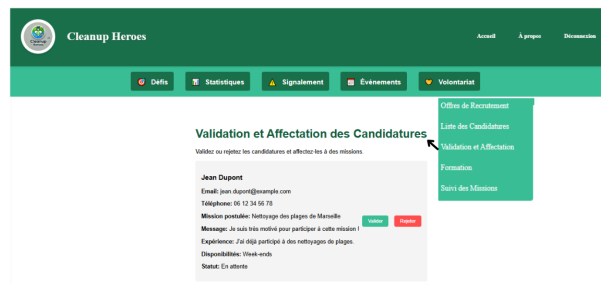 Cleanup Heroes
Accueil
À propos
Déconnexion
Défis
Statistiques
Signalement
Évènements
Volontariat
Offres de Recrutement
Liste des Candidatures
Validation et Affectation
Formation
Suivi des Missions
Validation et Affectation des Candidatures
Validez ou rejetez les candidatures et affectez-les à des missions.
Jean Dupont
Email: jean.dupont@example.com
Téléphone: 06 12 34 56 78
Mission postulée: Nettoyage des plages de Marseille
Message: Je suis très motivé pour participer à cette mission !
Expérience: J'ai déjà participé à des nettoyages de plages.
Disponibilités: Week-ends
Statut: En attente
Valider
Rejeter